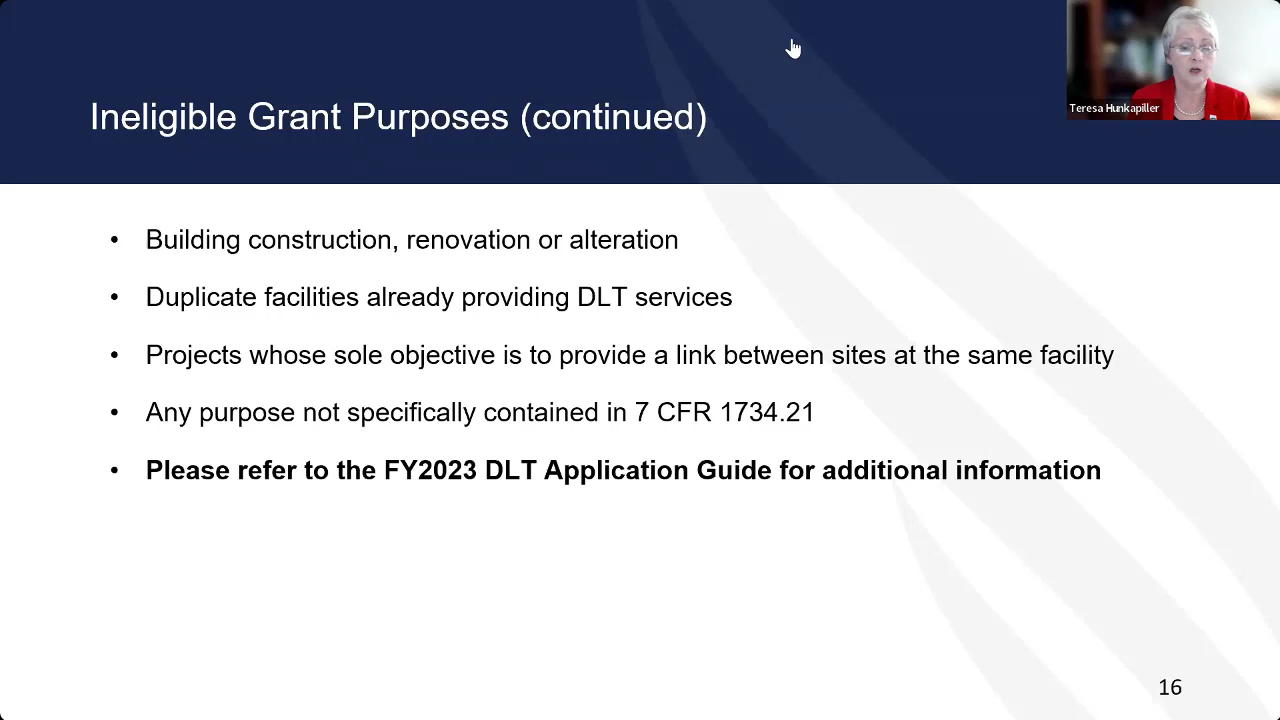 Teresa Hunkapiller
Ineligible Grant Purposes (continued)
• Building construction, renovation or alteration
• Duplicate facilities already providing DLT services
• Projects whose sole objective is to provide a link between sites at the same facility
• Any purpose not specifically contained in 7 CFR 1734.21
• Please refer to the FY2023 DLT Application Guide for additional information
16